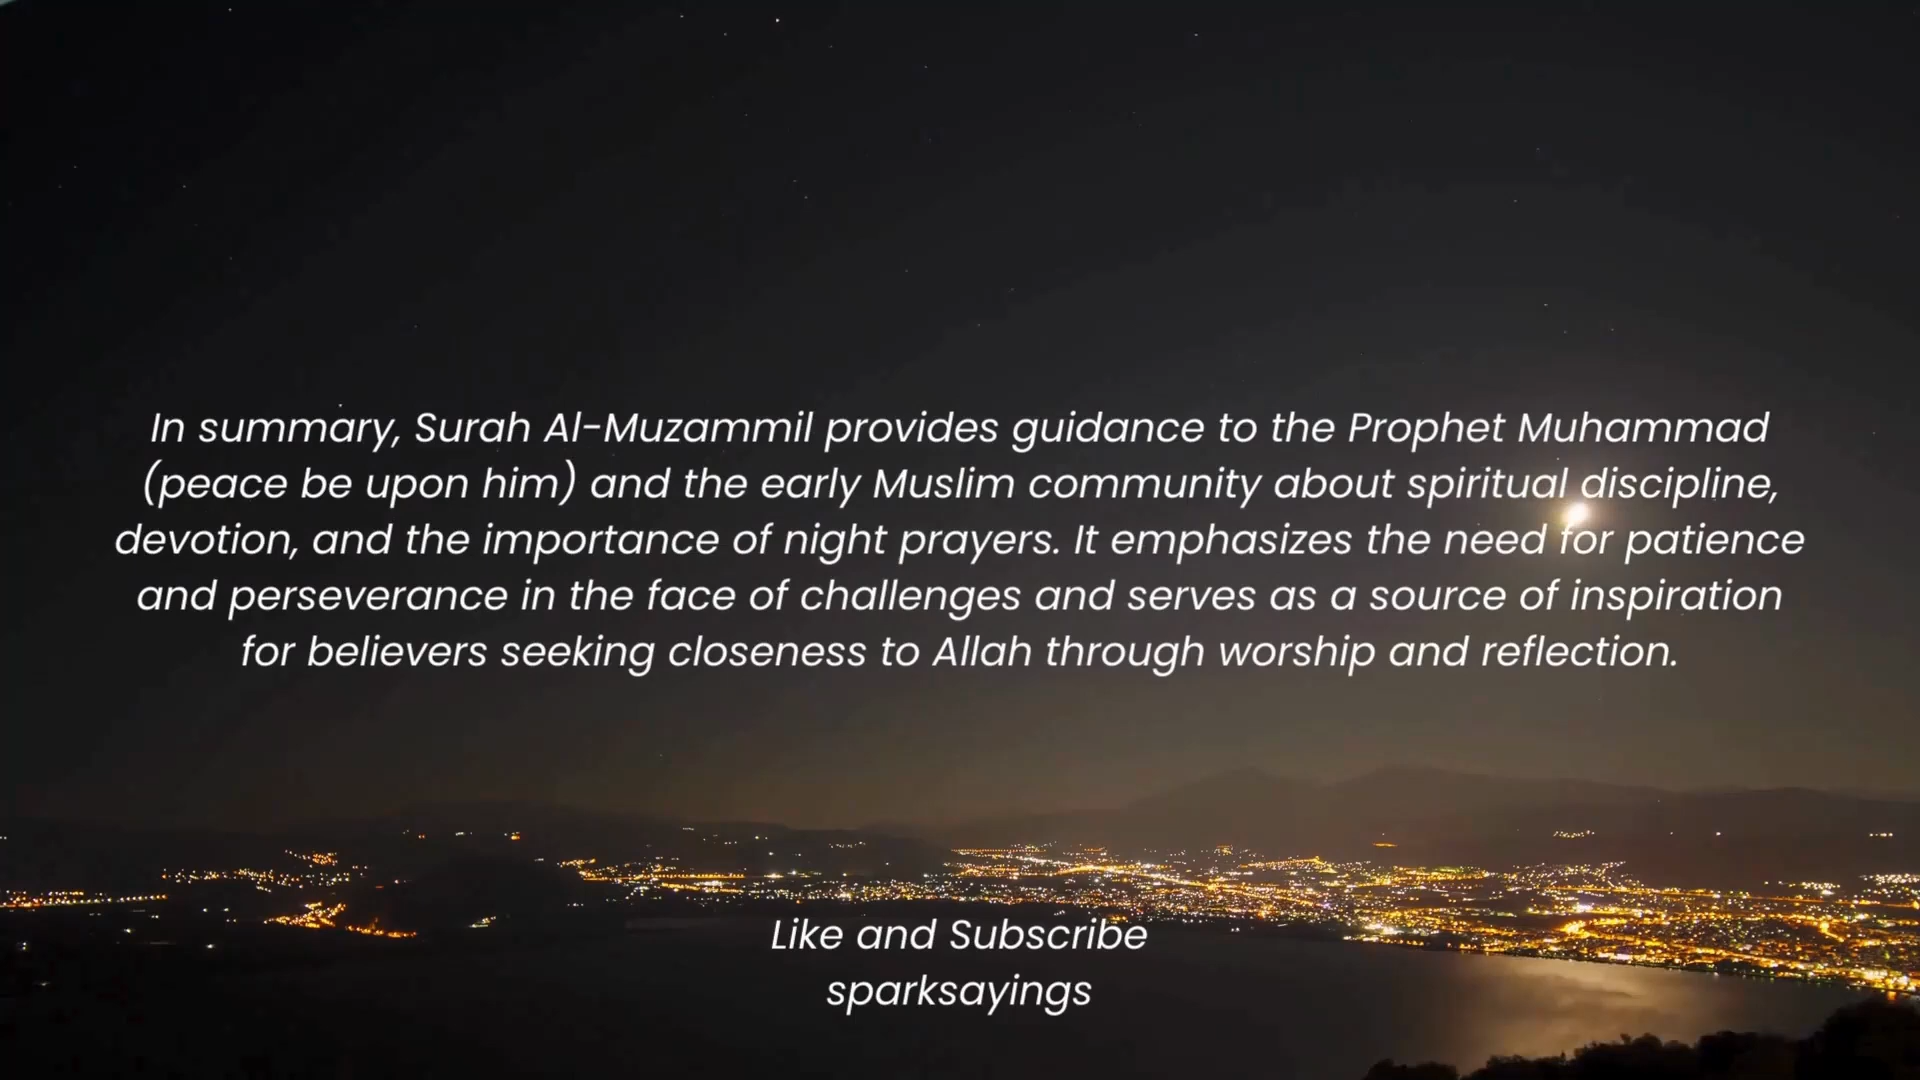 In summary, Surah Al-Muzammil provides guidance to the Prophet Muhammad
(peace be upon him) and the early Muslim community about spiritual discipline,
devotion, and the importance of night prayers. It emphasizes the need for patience
and perseverance in the face of challenges and serves as a source of inspiration
for believers seeking closeness to Allah through worship and reflection.
Like and Subscribe
sparksayings